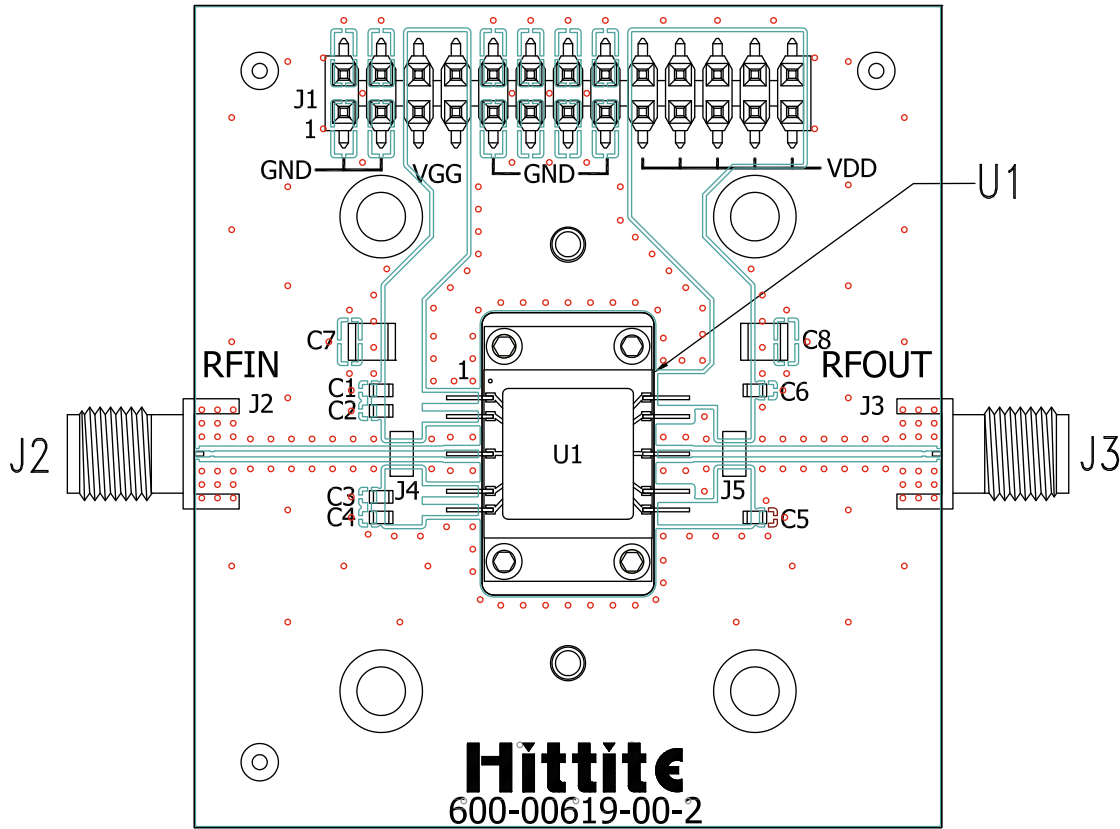 J1
1
GND
VGG
GND
VDD
U1
C7
C8
RFIN
RFOUT
1
C1
C6
C2
J2
J3
J2
U1
J3
J4
J5
C3
C4
C5
Hittite
600-00619-00-2